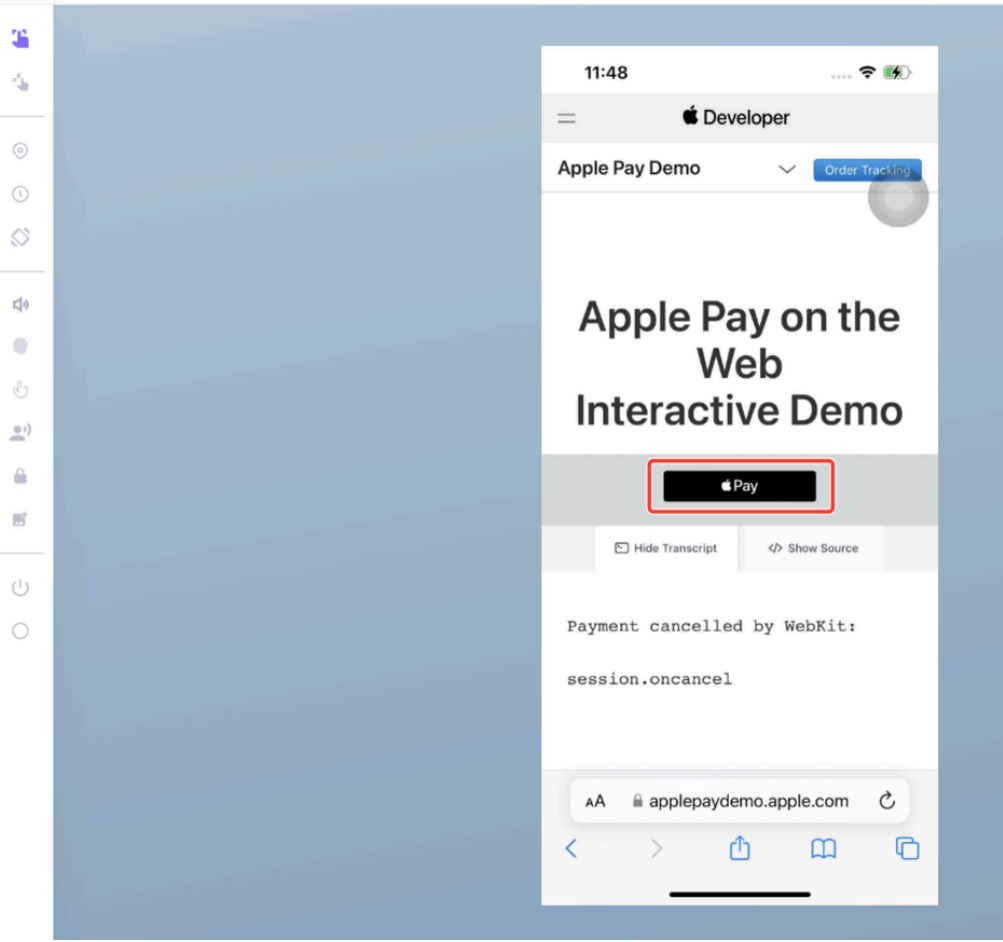 11:48
Developer
Apple Pay Demo
Order Tracking
Apple Pay on the
Web
Interactive Demo
Pay
Hide Transcript
</> Show Source
Payment cancelled by WebKit:
session.oncancel
AA applepaydemo.apple.com